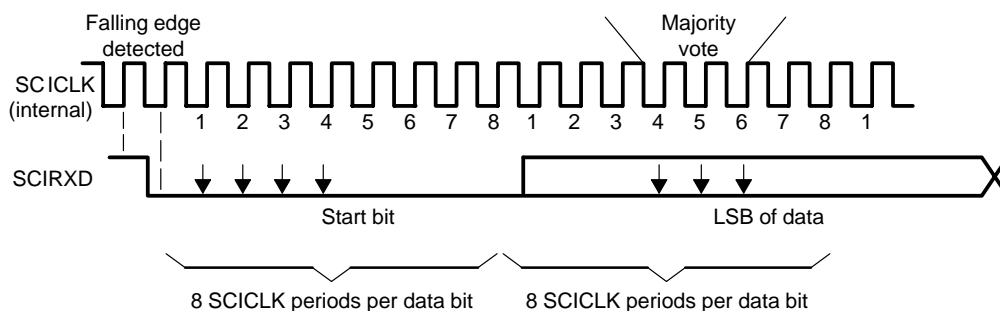 Falling edge
detected
Majority
vote
SCICLK
(internal)
1 2 3 4 5 6 7 8 1 2 3 4 5 6 7 8 1
SCIRXD
Start bit
LSB of data
8 SCICLK periods per data bit
8 SCICLK periods per data bit